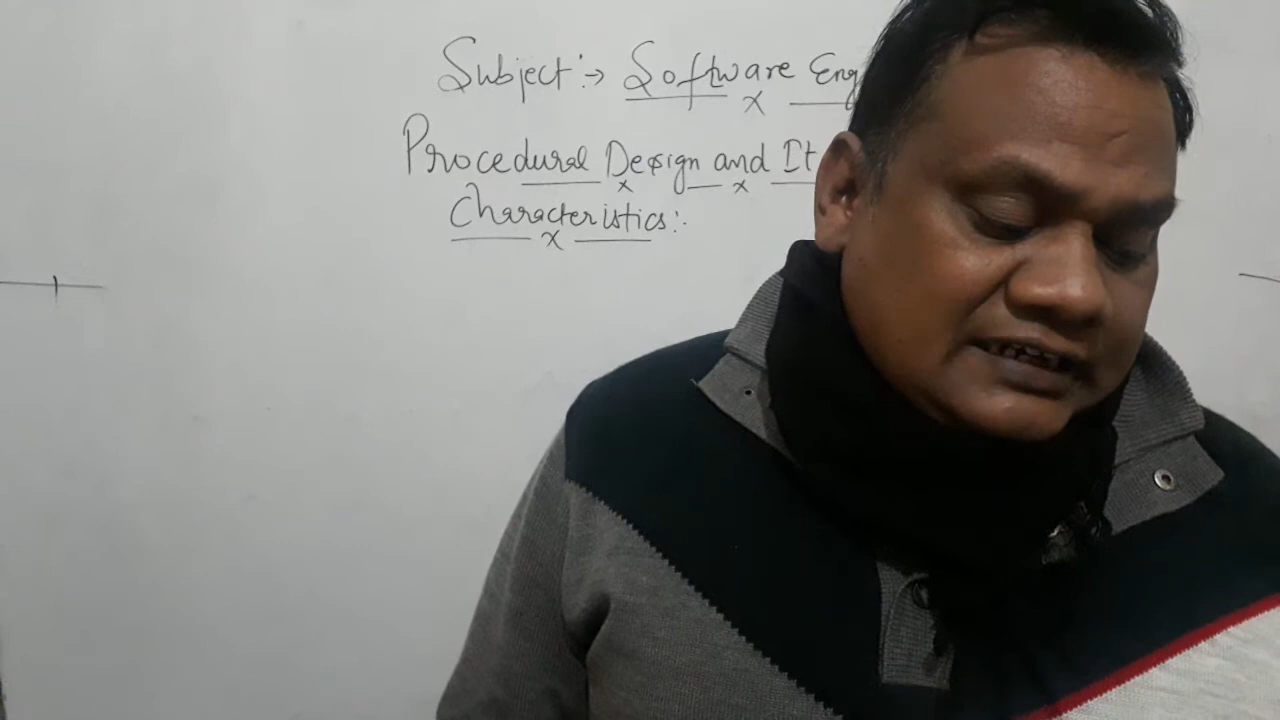 Subject:→ Software Eng
Procedural Design and It
Characteristics:-